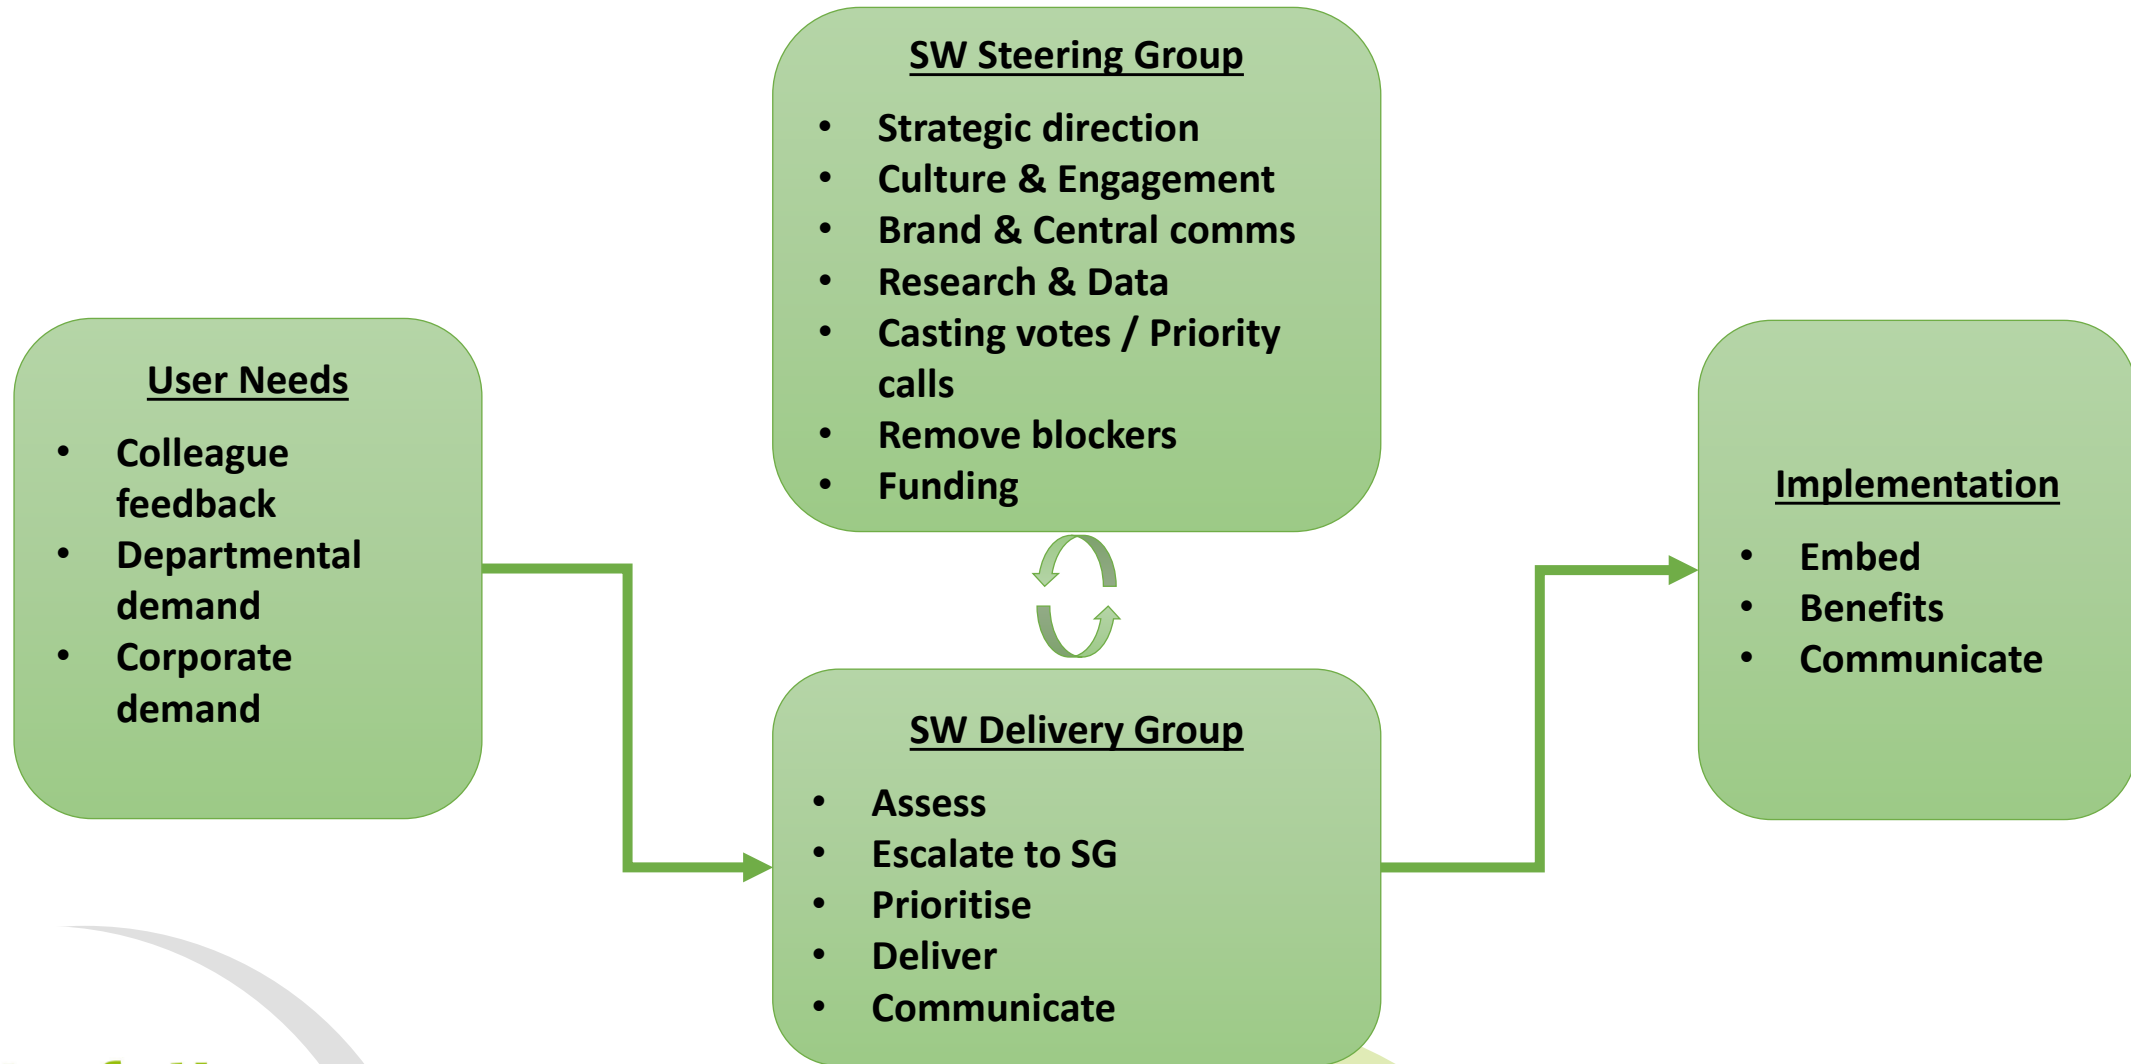 SW Steering Group
• Strategic direction
• Culture & Engagement
• Brand & Central comms
• Research & Data
• Casting votes / Priority
calls
• Remove blockers
• Funding
User Needs
• Colleague
feedback
• Departmental
demand
• Corporate
demand
Implementation
• Embed
• Benefits
• Communicate
SW Delivery Group
• Assess
• Escalate to SG
• Prioritise
• Deliver
• Communicate